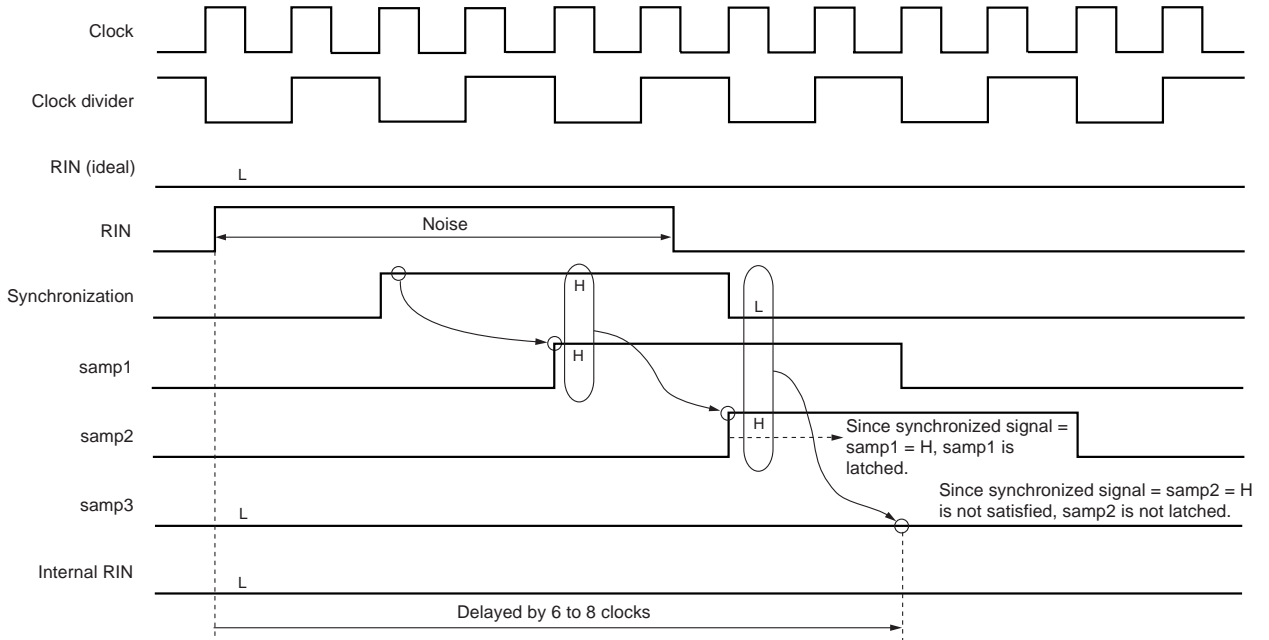 Clock
Clock divider
RIN (ideal)
L
RIN
Noise
Synchronization
H
L
samp1
H
samp2
H
Since synchronized signal =
samp1 = H, samp1 is
latched.
samp3
L
Since synchronized signal = samp2 = H
is not satisfied, samp2 is not latched.
Internal RIN
L
Delayed by 6 to 8 clocks